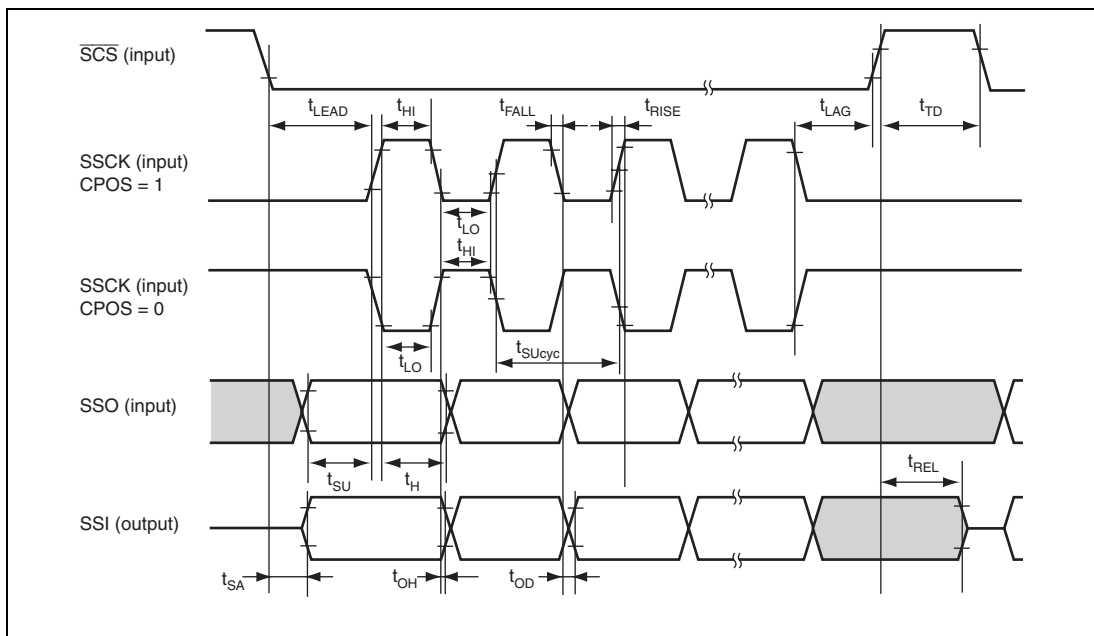 SCS (input)
tLEAD tHI tFALL tRISE tLAG tTD
SSCK (input)
CPOS = 1
tLO
tHI
SSCK (input)
CPOS = 0
tLO
tSUcyc
SSO (input)
tSU tH tREL
SSI (output)
tSA tOH tOD